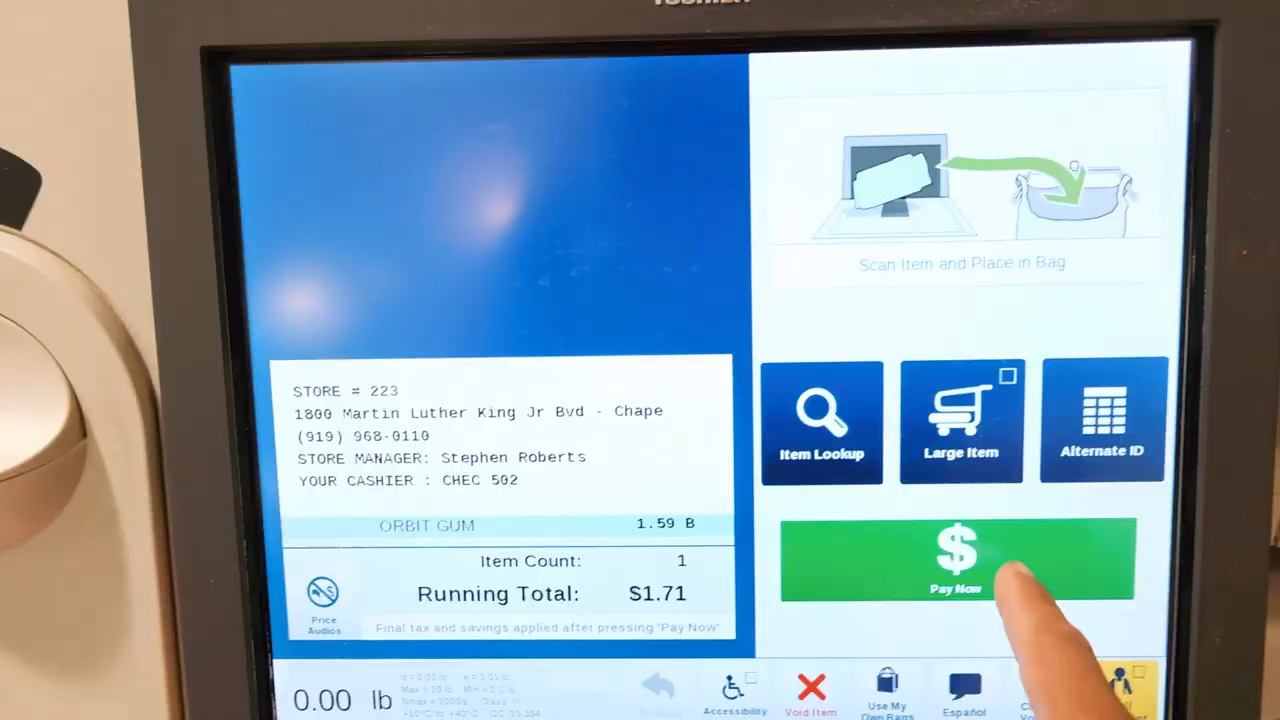 TOSHIBA
Scan Item and Place in Bag
STORE # 223
1800 Martin Luther King Jr Bvd - Chape
(919) 968-0110
STORE MANAGER: Stephen Roberts
YOUR CASHIER : CHEC 502
ORBIT GUM 1.59 B
Item Count: 1
Running Total: $1.71
Price
Audios
Final tax and savings applied after pressing 'Pay Now'
Item Lookup
Large Item
Alternate ID
$
Pay Now
0.00 lb
Accessibility
Void Item
Use My
Own Bags
Español